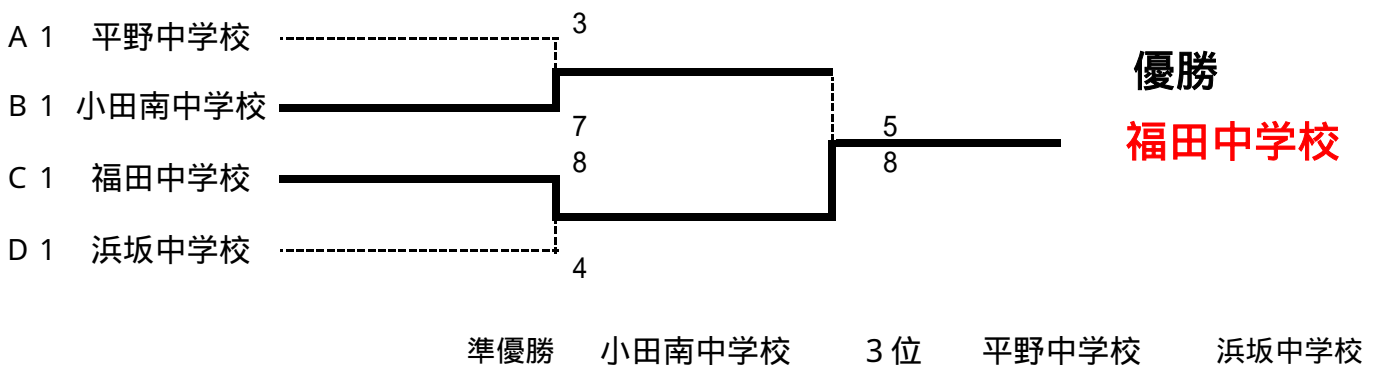 A 1 平野中学校 3
優勝
B 1 小田南中学校
7 5
福田中学校
C 1 福田中学校 8 8
D 1 浜坂中学校
4
準優勝 小田南中学校 3位 平野中学校 浜坂中学校